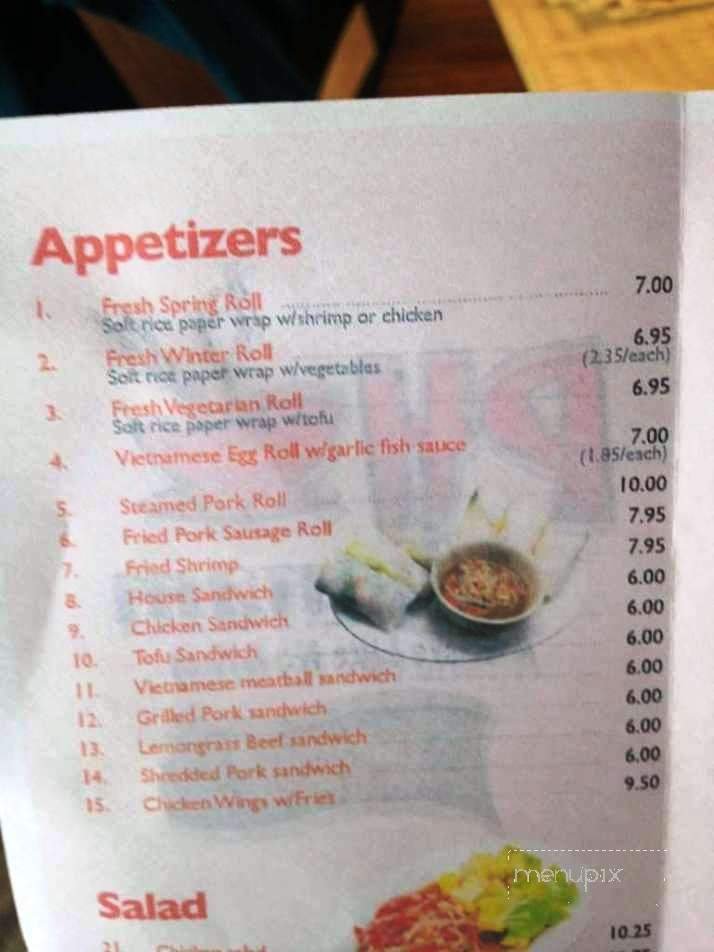 Appetizers
1. Fresh Spring Roll 7.00
Soft rice paper wrap w/shrimp or chicken
2. Fresh Winter Roll 6.95
Soft rice paper wrap w/vegetables (2.35/each)
3. Fresh Vegetarian Roll 6.95
Soft rice paper wrap w/tofu
4. Vietnamese Egg Roll w/garlic fish sauce 7.00
(1.85/each)
5. Steamed Pork Roll 10.00
6. Fried Pork Sausage Roll 7.95
7. Fried Shrimp 7.95
8. House Sandwich 6.00
9. Chicken Sandwich 6.00
10. Tofu Sandwich 6.00
11. Vietnamese meatball sandwich 6.00
12. Grilled Pork sandwich 6.00
13. Lemongrass Beef sandwich 6.00
14. Shredded Pork sandwich 6.00
15. Chicken Wings w/Fries 9.50
menupix
Salad
21. 10.25